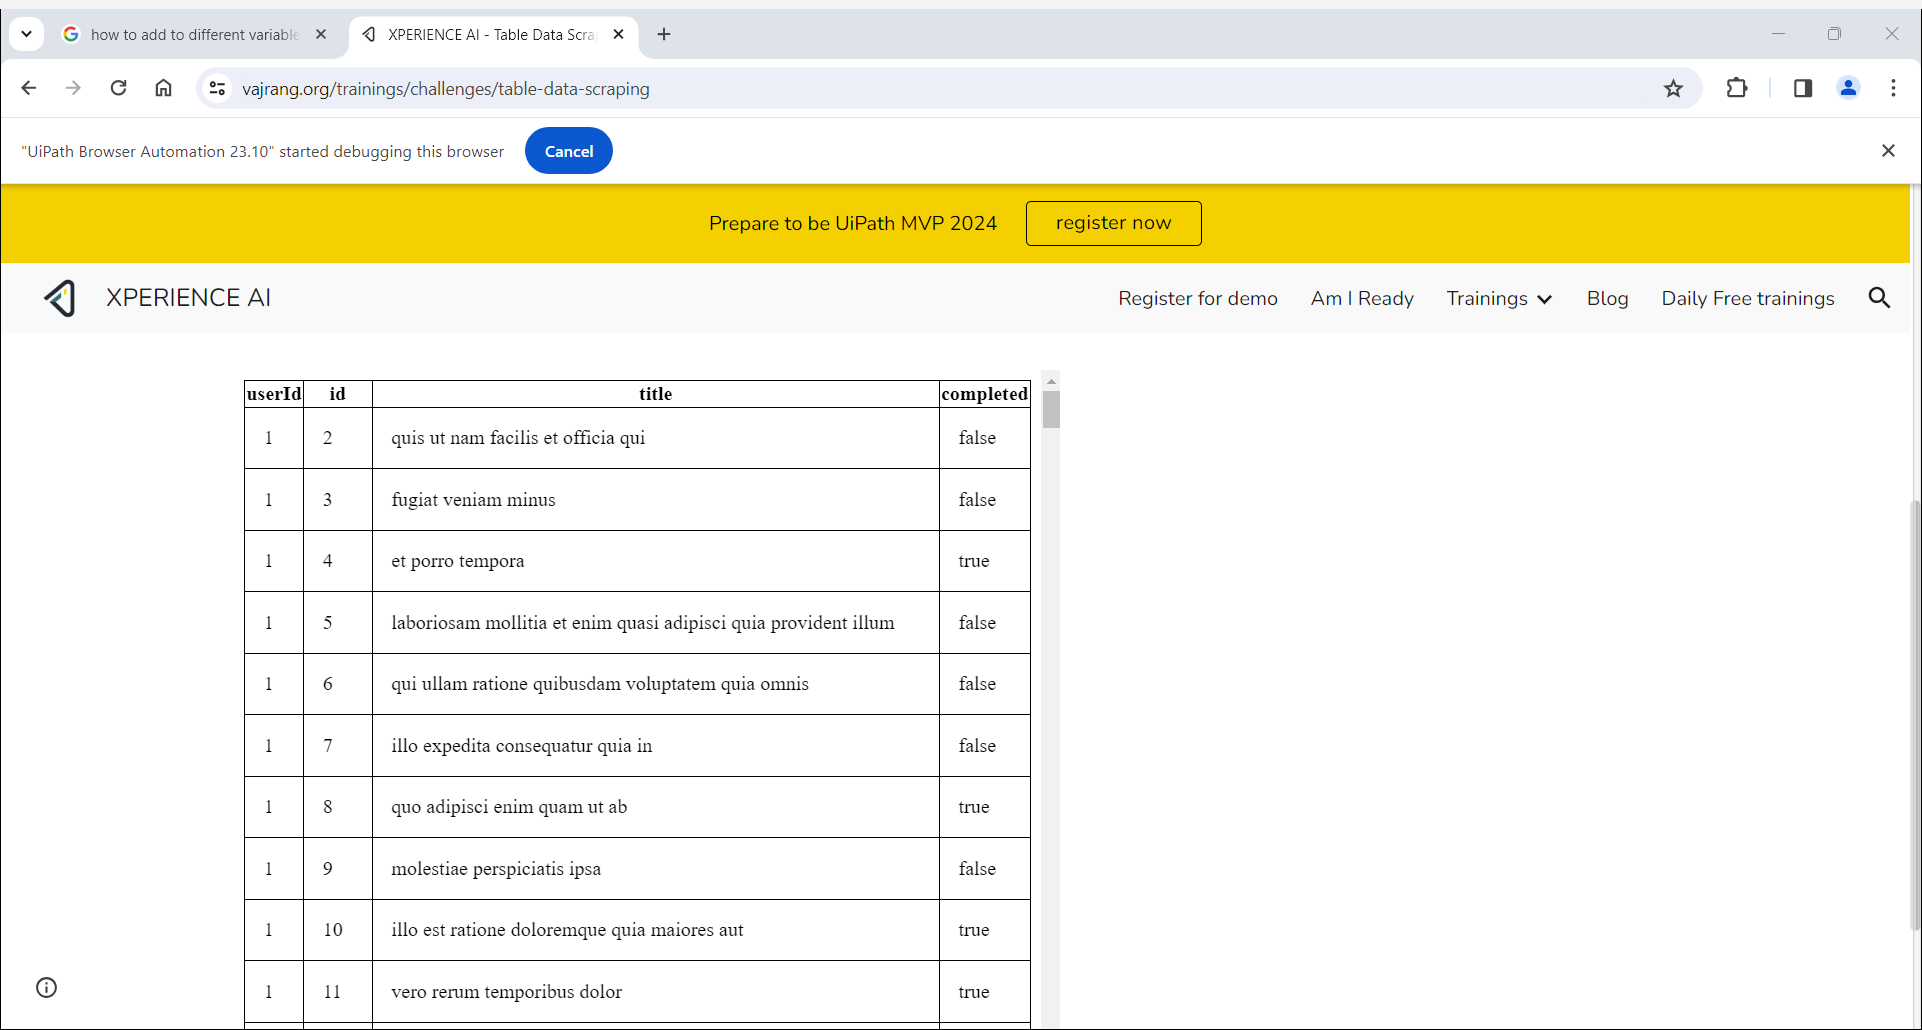 how to add to different variable
XPERIENCE AI - Table Data Scra
vajrang.org/trainings/challenges/table-data-scraping
"UiPath Browser Automation 23.10" started debugging this browser Cancel
Prepare to be UiPath MVP 2024 register now
XPERIENCE AI Register for demo Am I Ready Trainings Blog Daily Free trainings
userId id title completed
1 2 quis ut nam facilis et officia qui false
1 3 fugiat veniam minus false
1 4 et porro tempora true
1 5 laboriosam mollitia et enim quasi adipisci quia provident illum false
1 6 qui ullam ratione quibusdam voluptatem quia omnis false
1 7 illo expedita consequatur quia in false
1 8 quo adipisci enim quam ut ab true
1 9 molestiae perspiciatis ipsa false
1 10 illo est ratione doloremque quia maiores aut true
1 11 vero rerum temporibus dolor true